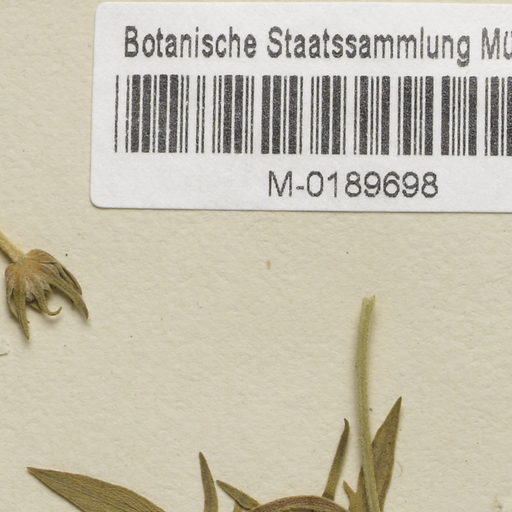 Botanische Staatssammlung Mü
M-0189698